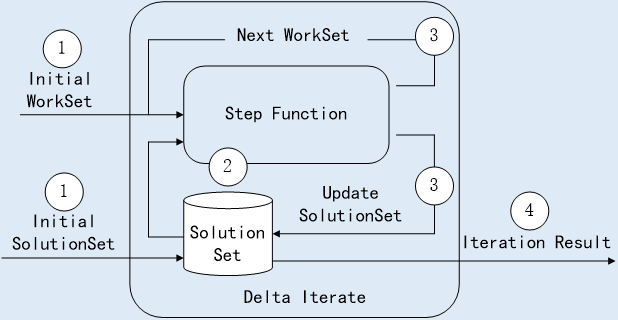 Next WorkSet
3
1
Initial
WorkSet
Step Function
2
3
1
Initial
SolutionSet
Update
SolutionSet
4
Iteration Result
Solution
Set
Delta Iterate